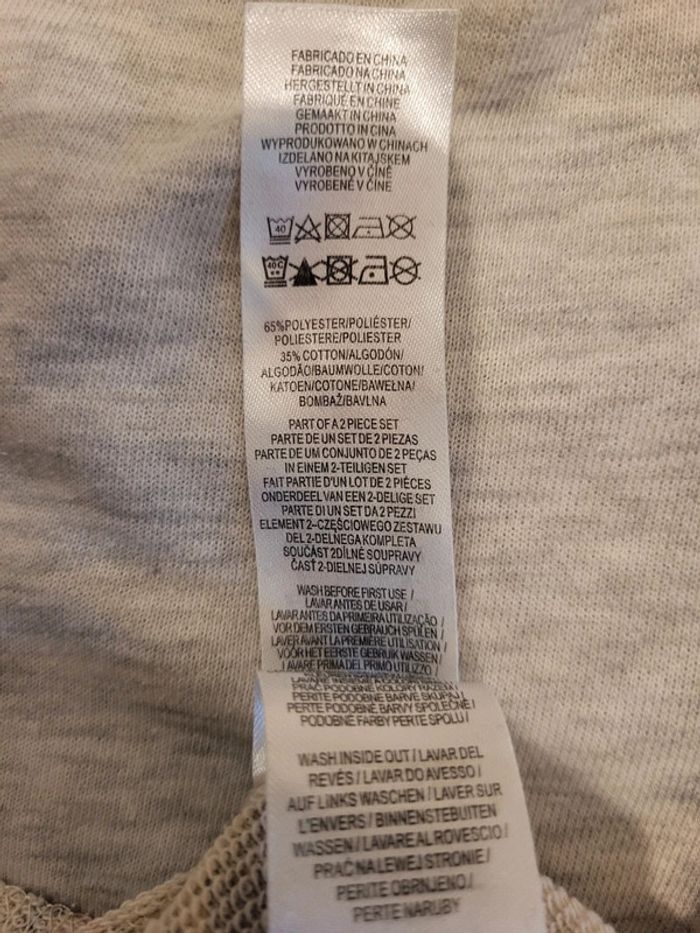 FABRICADO EN CHINA
FABRICADO NA CHINA
HERGESTELLT IN CHINA
FABRIQUÉ EN CHINE
GEMAAKT IN CHINA
PRODOTTO IN CINA
WYPRODUKOWANO W CHINACH
IZDELANO NA KITAJSKEM
VYROBENO V ČÍNĚ
VYROBENÉ V ČÍNE
40
40C
65%POLYESTER/POLIÉSTER/
POLIESTERE/POLIESTER
35% COTTON/ALGODÓN/
ALGODÃO/BAUMWOLLE/COTON/
KATOEN/COTONE/BAWEŁNA/
BOMBAŽ/BAVLNA
PART OF A 2 PIECE SET
PARTE DE UN SET DE 2 PIEZAS
PARTE DE UM CONJUNTO DE 2 PEÇAS
IN EINEM 2-TEILIGEN SET
FAIT PARTIE D'UN LOT DE 2 PIÈCES
ONDERDEEL VAN EEN 2-DELIGE SET
PARTE DI UN SET DA 2 PEZZI
ELEMENT 2–CZĘŚCIOWEGO ZESTAWU
DEL 2-DELNEGA KOMPLETA
SOUČÁST 2DÍLNÉ SOUPRAVY
ČASŤ 2-DIELNEJ SÚPRAVY
WASH BEFORE FIRST USE /
LAVAR ANTES DE USAR /
LAVAR ANTES DA PRIMEIRA UTILIZAÇÃO /
VOR DEM ERSTEN GEBRAUCH SPÜLEN /
LAVER AVANT LA PREMIÈRE UTILISATION /
VOOR HET EERSTE GEBRUIK WASSEN /
LAVARE PRIMA DEL PRIMO UTILIZZO
PRAĆ PODOBNE KOLORY RAZEM /
PERITE PODOBNE BARVE SKUPAJ /
PERTE PODOBNÉ BARVY SPOLEČNĚ /
PODOBNÉ FARBY PERTE SPOLU /
WASH INSIDE OUT / LAVAR DEL
REVÉS / LAVAR DO AVESSO /
AUF LINKS WASCHEN / LAVER SUR
L'ENVERS / BINNENSTEBUITEN
WASSEN / LAVARE AL ROVESCIO /
PRAĆ NA LEWEJ STRONIE /
PERITE OBRNJENO /
PERTE NARUBY